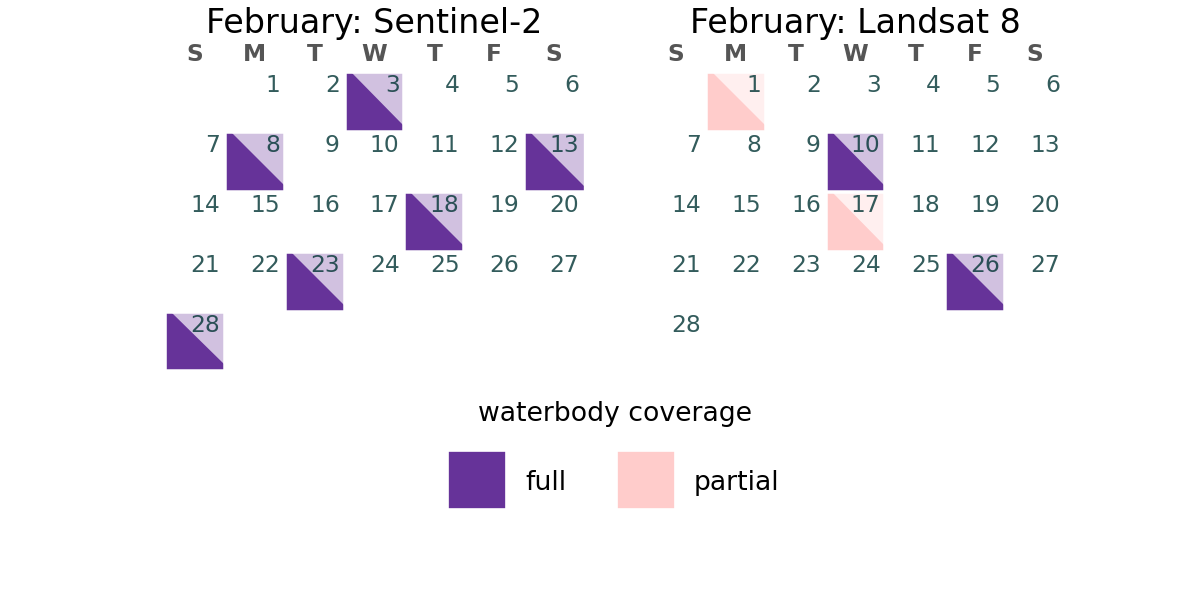 February: Sentinel-2
S M T W T F S
1 2 3 4 5 6
7 8 9 10 11 12 13
14 15 16 17 18 19 20
21 22 23 24 25 26 27
28
February: Landsat 8
S M T W T F S
1 2 3 4 5 6
7 8 9 10 11 12 13
14 15 16 17 18 19 20
21 22 23 24 25 26 27
28
waterbody coverage
full partial